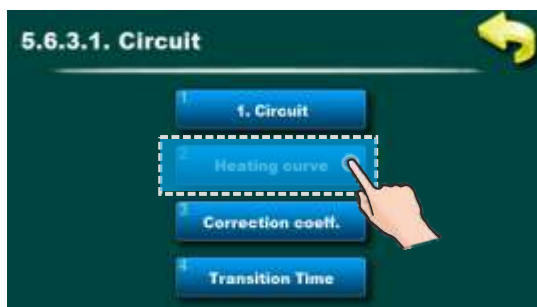 5.6.3.1. Circuit
1
1. Circuit
2
Heating curve
3
Correction coeff.
4
Transition Time